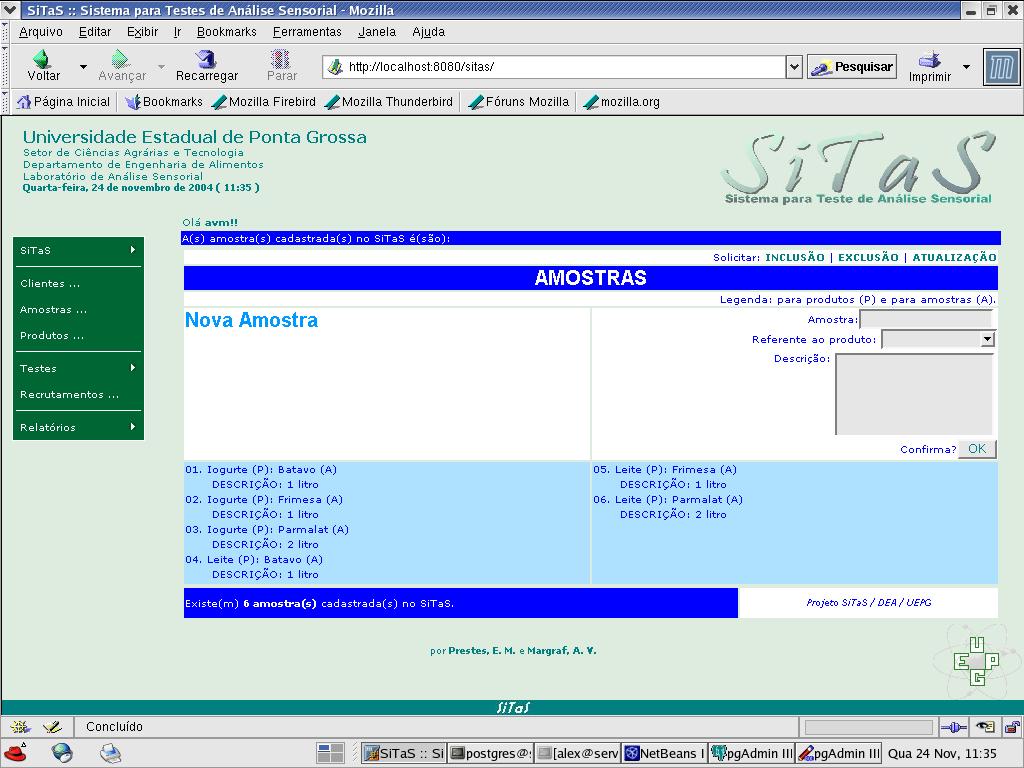 SiTaS :: Sistema para Testes de Análise Sensorial - Mozilla
Arquivo Editar Exibir Ir Bookmarks Ferramentas Janela Ajuda
Voltar Avançar Recarregar Parar http://localhost:8080/sitas/ Pesquisar Imprimir
Página Inicial Bookmarks Mozilla Firebird Mozilla Thunderbird Fóruns Mozilla mozilla.org
Universidade Estadual de Ponta Grossa
Setor de Ciências Agrárias e Tecnologia
Departamento de Engenharia de Alimentos
Laboratório de Análise Sensorial
Quarta-feira, 24 de novembro de 2004 ( 11:35 )
SiTaS
Sistema para Teste de Análise Sensorial
Olá avm!!
A(s) amostra(s) cadastrada(s) no SiTaS é(são):
SiTaS
Clientes ...
Amostras ...
Produtos ...
Testes
Recrutamentos ...
Relatórios
Solicitar: INCLUSÃO | EXCLUSÃO | ATUALIZAÇÃO
AMOSTRAS
Legenda: para produtos (P) e para amostras (A).
Nova Amostra
Amostra:
Referente ao produto:
Descrição:
Confirma? OK
01. Iogurte (P): Batavo (A)
DESCRIÇÃO: 1 litro
02. Iogurte (P): Frimesa (A)
DESCRIÇÃO: 1 litro
03. Iogurte (P): Parmalat (A)
DESCRIÇÃO: 2 litro
04. Leite (P): Batavo (A)
DESCRIÇÃO: 1 litro
05. Leite (P): Frimesa (A)
DESCRIÇÃO: 1 litro
06. Leite (P): Parmalat (A)
DESCRIÇÃO: 2 litro
Existe(m) 6 amostra(s) cadastrada(s) no SiTaS.
Projeto SiTaS / DEA / UEPG
por Prestes, E. M. e Margraf, A. V.
U
E P
G
SiTaS
Concluído
SiTaS :: Si postgres@ [alex@serv NetBeans I pgAdmin III pgAdmin III Qua 24 Nov, 11:35